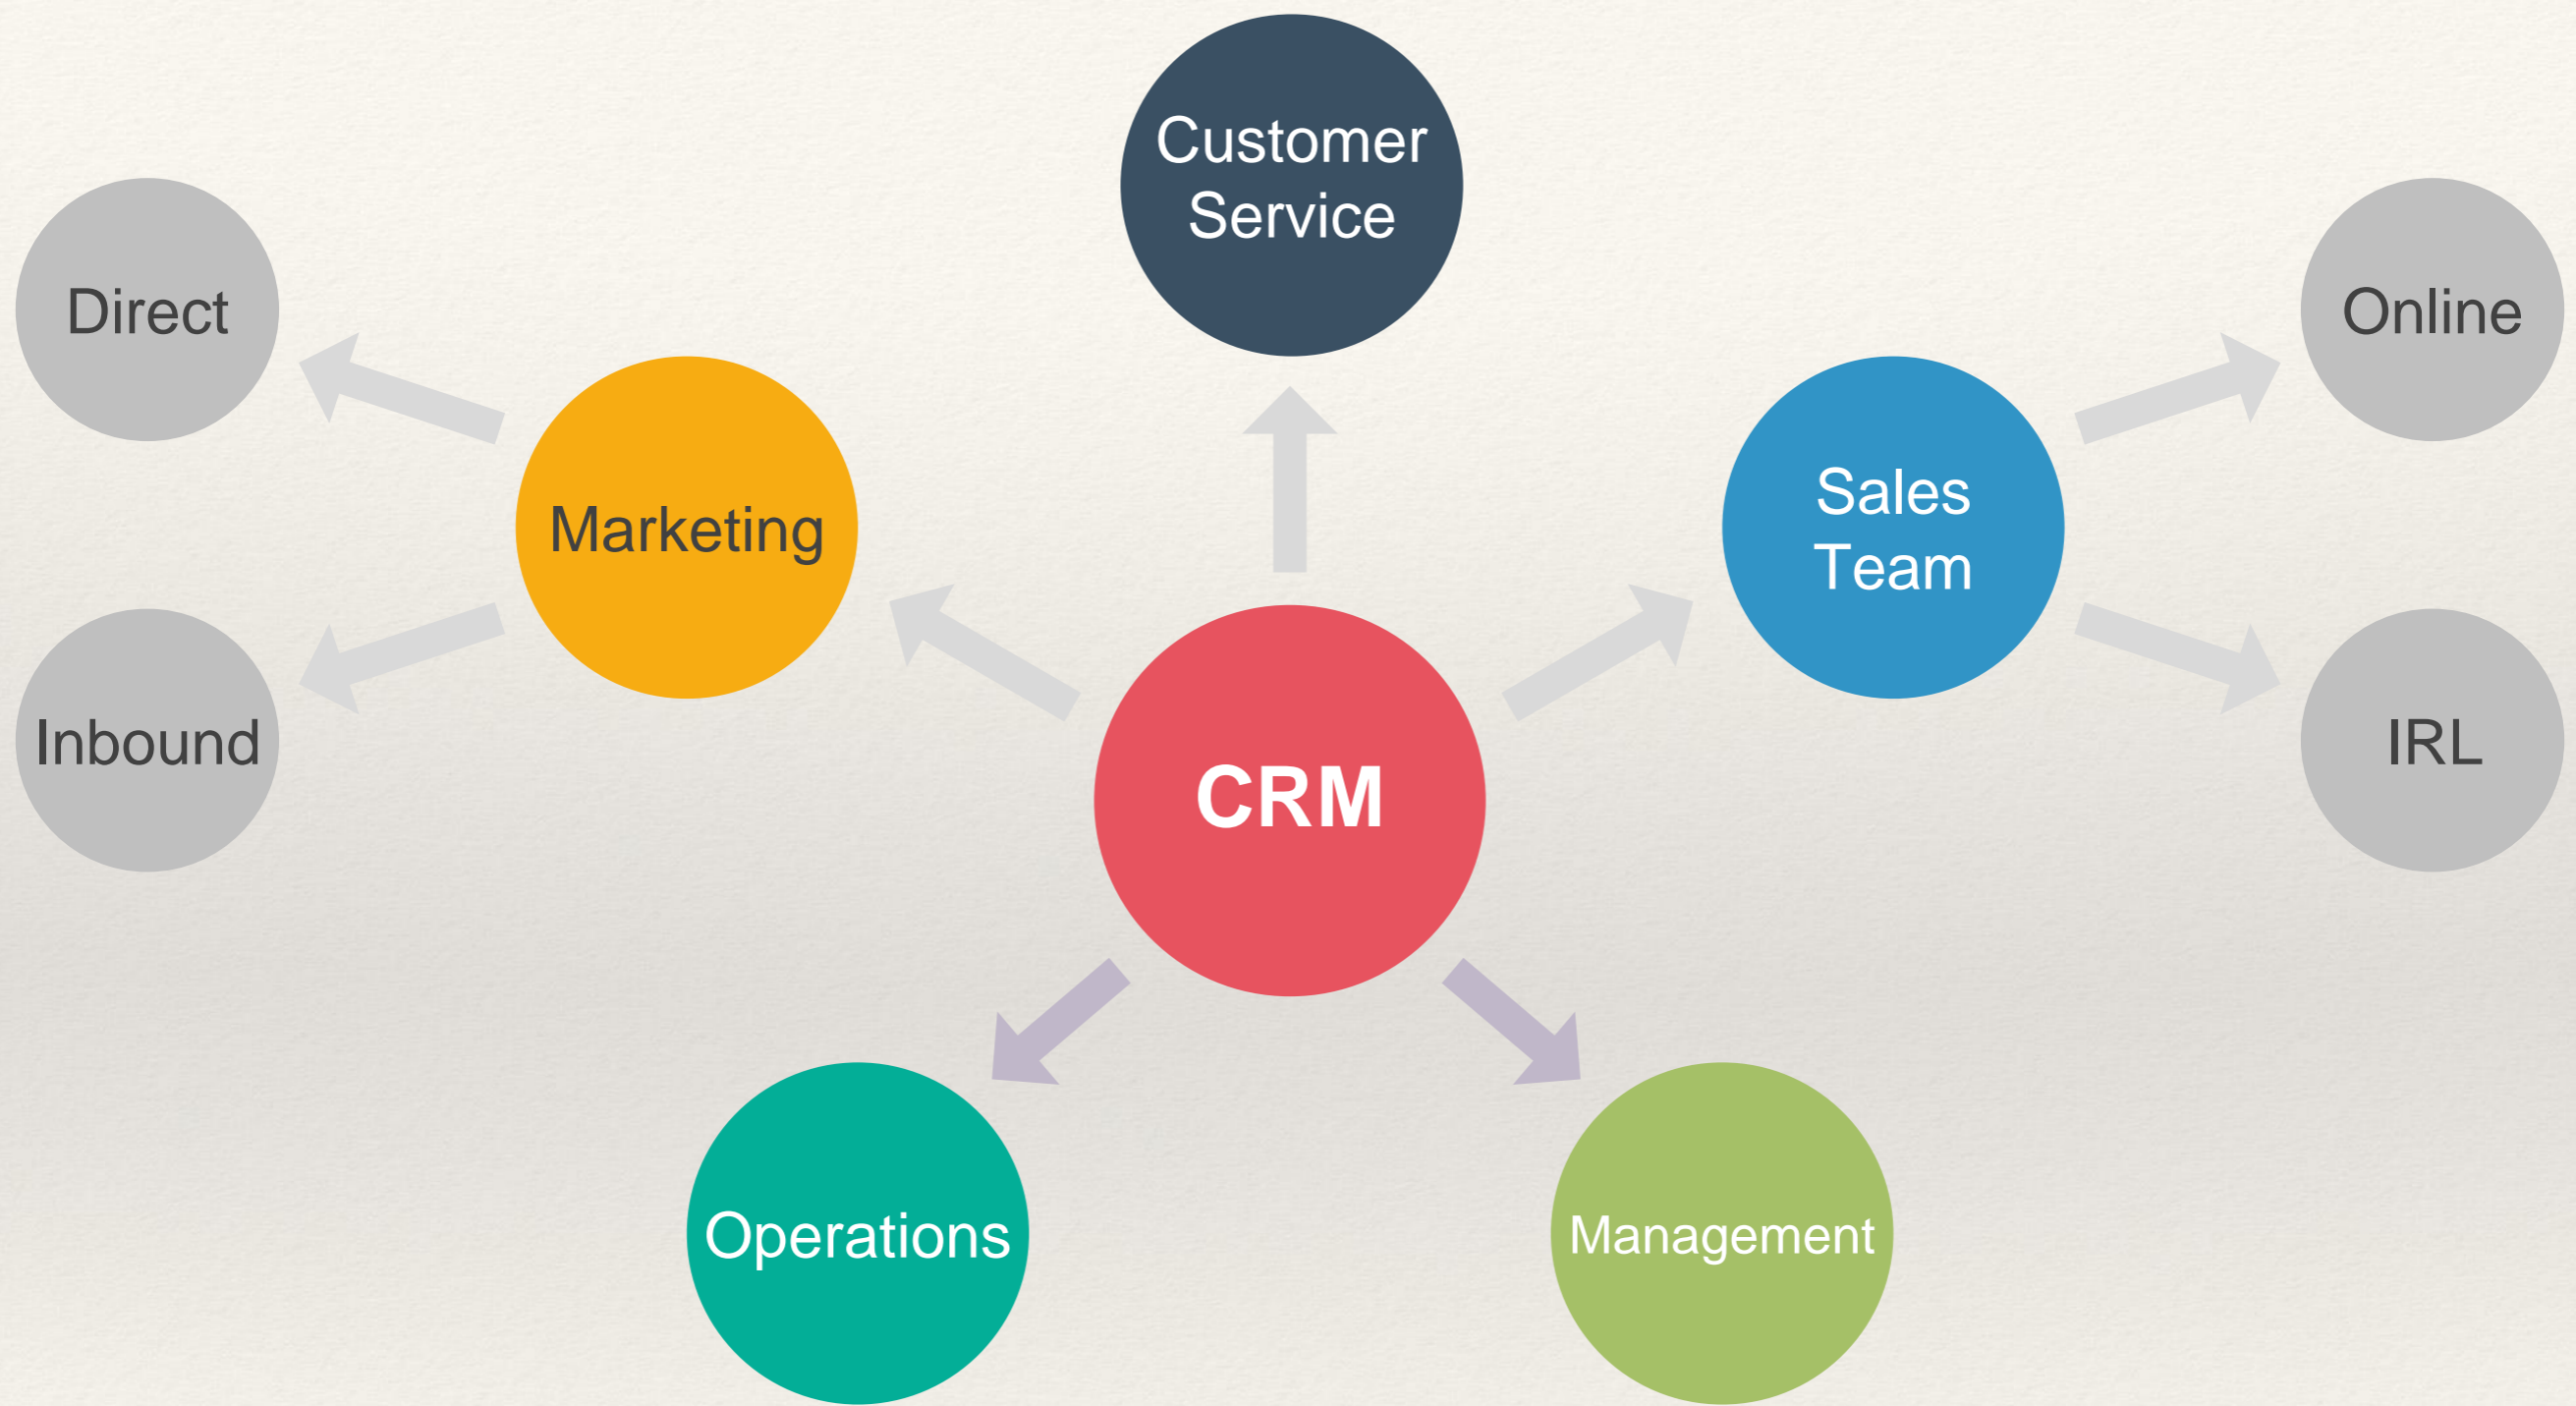 Customer
Service
Direct
Online
Marketing
Sales
Team
Inbound
IRL
CRM
Operations
Management